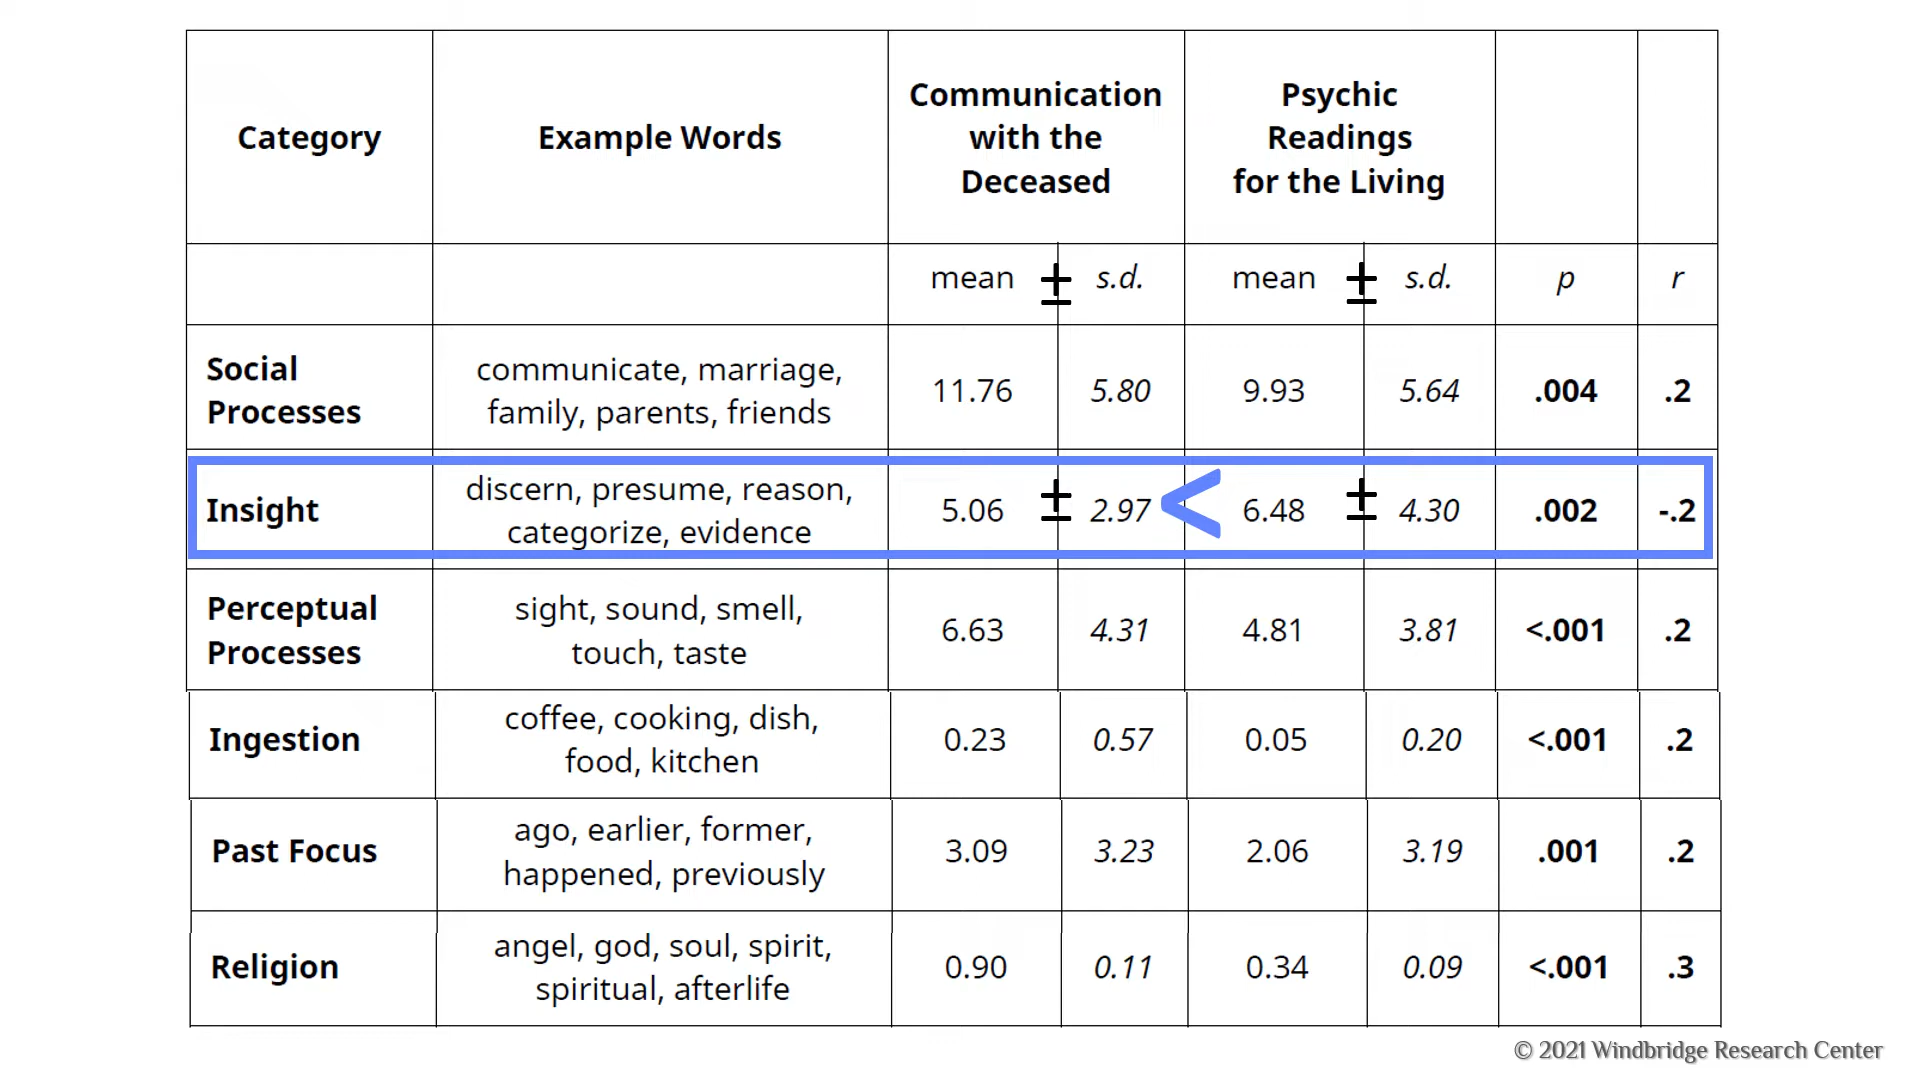 Category
Example Words
Communication
with the
Deceased
Psychic
Readings
for the Living
mean ± s.d.
mean ± s.d.
p
r
Social
Processes
communicate, marriage,
family, parents, friends
11.76
5.80
9.93
5.64
.004
.2
Insight
discern, presume, reason,
categorize, evidence
5.06 ± 2.97 < 6.48 ± 4.30
.002
-.2
Perceptual
Processes
sight, sound, smell,
touch, taste
6.63
4.31
4.81
3.81
<.001
.2
Ingestion
coffee, cooking, dish,
food, kitchen
0.23
0.57
0.05
0.20
<.001
.2
Past Focus
ago, earlier, former,
happened, previously
3.09
3.23
2.06
3.19
.001
.2
Religion
angel, god, soul, spirit,
spiritual, afterlife
0.90
0.11
0.34
0.09
<.001
.3
© 2021 Windbridge Research Center